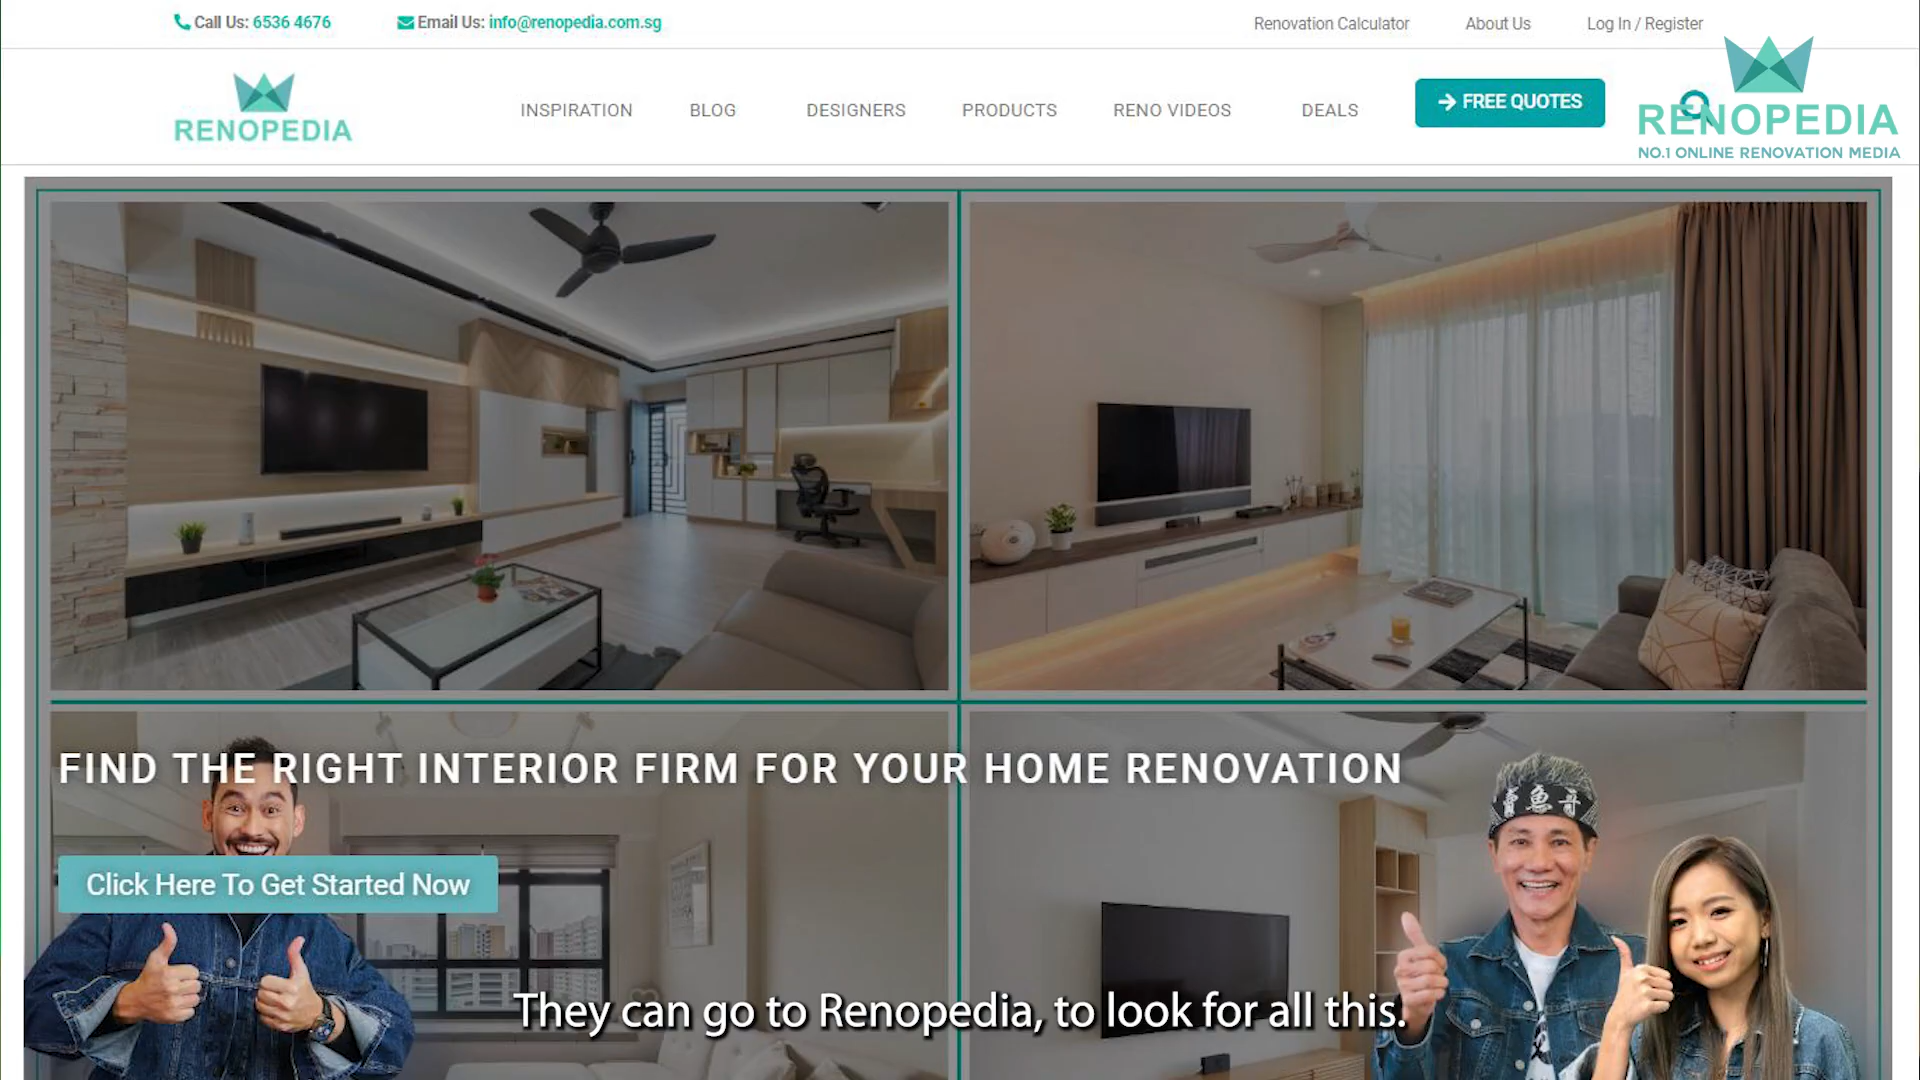 Call Us: 6536 4676
Email Us: info@renopedia.com.sg
Renovation Calculator
About Us
Log In / Register
RENOPEDIA
INSPIRATION
BLOG
DESIGNERS
PRODUCTS
RENO VIDEOS
DEALS
FREE QUOTES
RENOPEDIA
NO.1 ONLINE RENOVATION MEDIA
FIND THE RIGHT INTERIOR FIRM FOR YOUR HOME RENOVATION
賣魚哥
Click Here To Get Started Now
They can go to Renopedia, to look for all this.